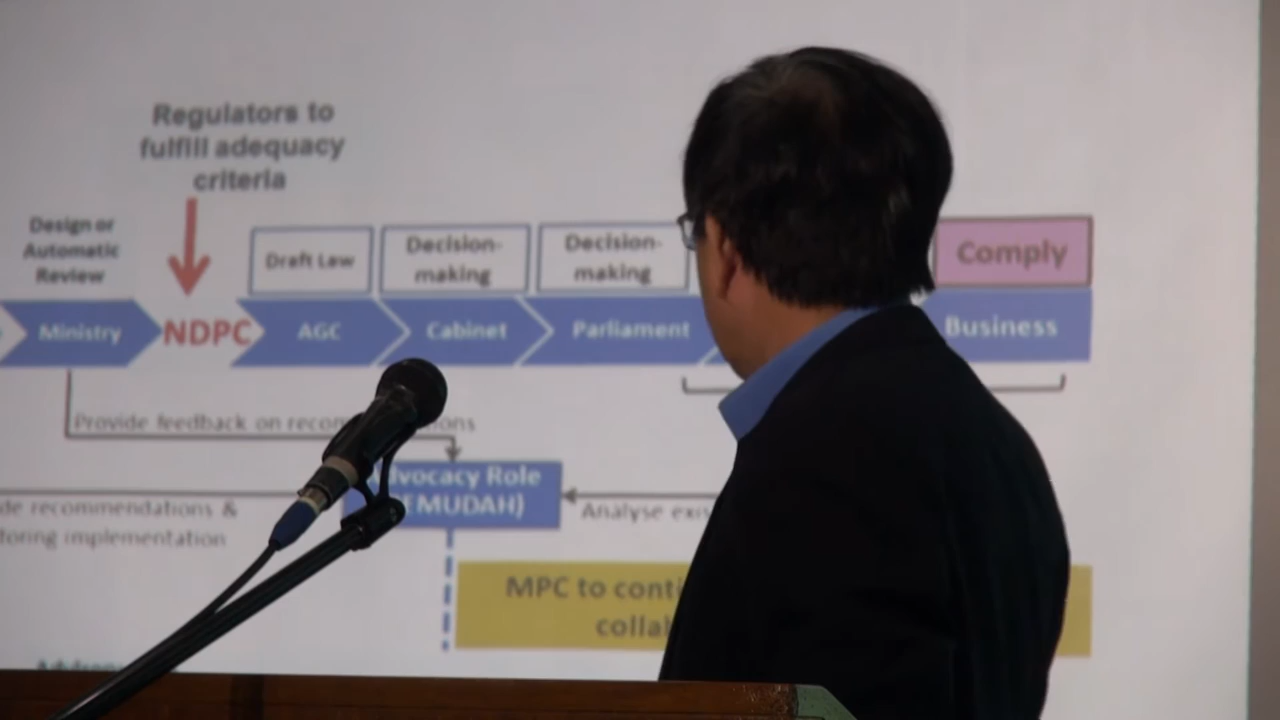 Regulators to
fulfill adequacy
criteria
Design or
Automatic
Review
Draft Law
Decision-
making
Decision-
making
Comply
Ministry
NDPC
AGC
Cabinet
Parliament
Business
Provide feedback on
Role
recommendations &
implementation
Analyse
MPC to